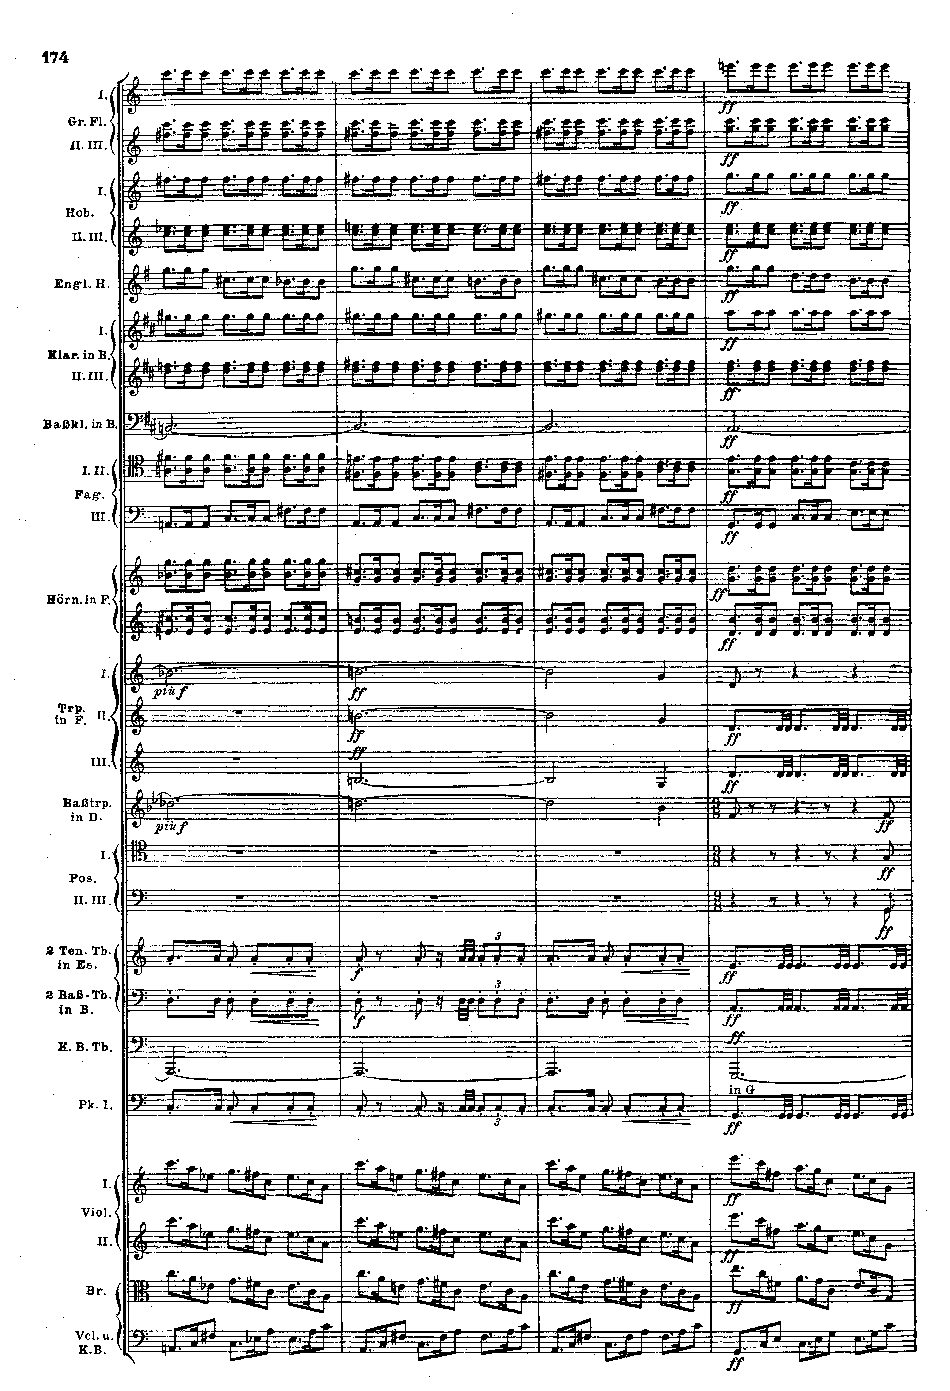 174
I.
Gr. Fl.
ff
II. III.
ff
I.
ff
Hob.
II. III.
ff
Engl. H.
ff
I.
ff
Klar. in B.
II. III.
ff
Baßkl. in B.
ff
I. II.
ff
Fag.
III.
ff
Hörn. in F.
ff
ff
I.
più f ff
Trp. in F.
II.
ff ff
III.
ff ff
Baßtrp. in D.
più f ff
I.
ff
Pos.
II. III.
ff
2 Ten. Tb. in Es.
f 3 ff
2 Baß-Tb. in B.
f 3 ff
K. B. Tb.
ff
Pk. I.
3 in G ff
I.
ff
Viol.
II.
ff
Br.
ff
Vcl. u. K.B.
ff